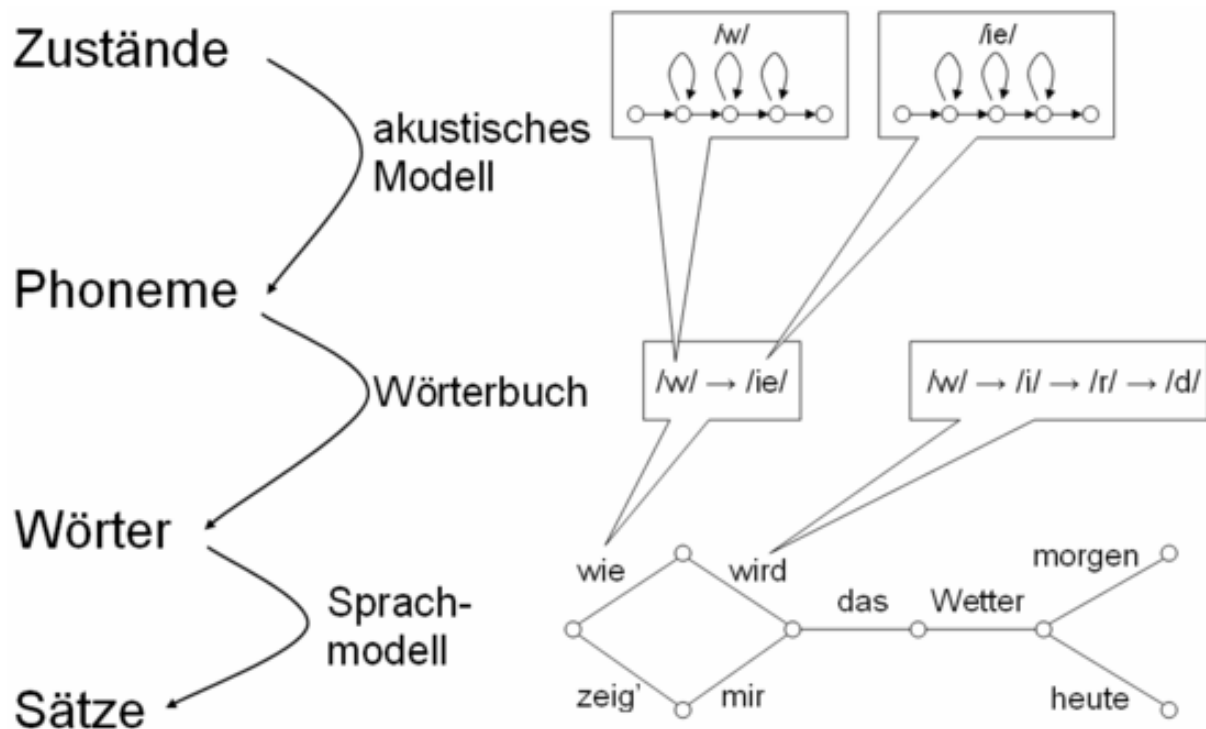 Zustände
akustisches
Modell
Phoneme
Wörterbuch
Wörter
Sprach-
modell
Sätze
/w/
/ie/
/w/ → /ie/
/w/ → /i/ → /r/ → /d/
wie
wird
das
Wetter
morgen
zeig'
mir
heute